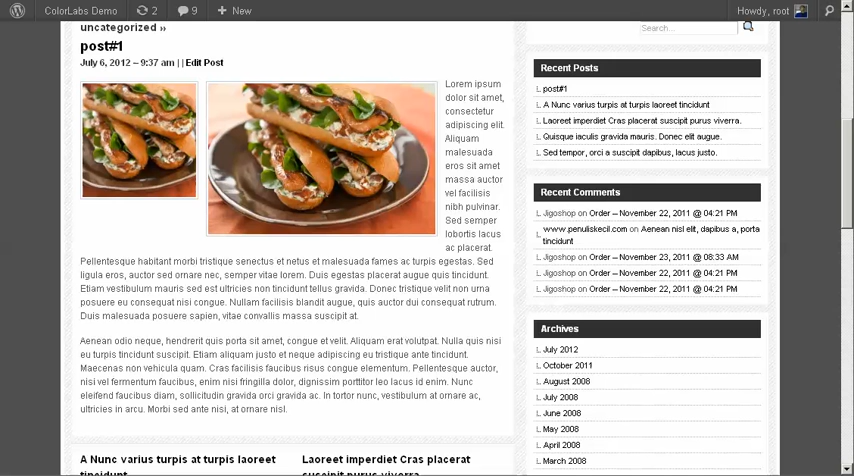 ColorLabs Demo 2 9 New Howdy, root
uncategorized ››
post#1
July 6, 2012 – 9:37 am | | Edit Post
Lorem ipsum
dolor sit amet,
consectetur
adipiscing elit.
Aliquam
malesuada
eros sit amet
massa auctor
vel facilisis
nibh pulvinar.
Sed semper
lobortis lacus
ac placerat.
Pellentesque habitant morbi tristique senectus et netus et malesuada fames ac turpis egestas. Sed
ligula eros, auctor sed ornare nec, semper vitae lorem. Duis egestas placerat augue quis tincidunt.
Etiam vestibulum mauris sed est ultricies non tincidunt tellus gravida. Donec tristique velit non urna
posuere eu consequat nisi congue. Nullam facilisis blandit augue, quis auctor dui consequat rutrum.
Duis malesuada posuere sapien, vitae convallis massa suscipit at.
Aenean odio neque, hendrerit quis porta sit amet, congue et velit. Aliquam erat volutpat. Nulla quis nisi
eu turpis tincidunt suscipit. Etiam aliquam justo et neque adipiscing eu tristique ante tincidunt.
Maecenas non vehicula quam. Cras facilisis faucibus risus congue elementum. Pellentesque auctor,
nisi vel fermentum faucibus, enim nisi fringilla dolor, dignissim porttitor leo lacus id enim. Nunc
eleifend faucibus diam, sollicitudin gravida orci gravida ac. In tortor nunc, vestibulum at ornare ac,
ultricies in arcu. Morbi sed ante nisi, at ornare nisl.
A Nunc varius turpis at turpis laoreet
tincidunt
Laoreet imperdiet Cras placerat
suscipit purus viverra.
Search...
Recent Posts
post#1
A Nunc varius turpis at turpis laoreet tincidunt
Laoreet imperdiet Cras placerat suscipit purus viverra.
Quisque iaculis gravida mauris. Donec elit augue.
Sed tempor, orci a suscipit dapibus, lacus justo.
Recent Comments
Jigoshop on Order – November 22, 2011 @ 04:21 PM
www.penuliskecil.com on Aenean nisl elit, dapibus a, porta
tincidunt
Jigoshop on Order – November 23, 2011 @ 08:33 AM
Jigoshop on Order – November 22, 2011 @ 04:21 PM
Jigoshop on Order – November 22, 2011 @ 04:21 PM
Archives
July 2012
October 2011
August 2008
July 2008
June 2008
May 2008
April 2008
March 2008